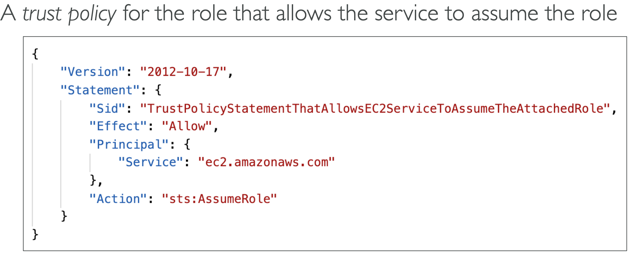 A trust policy for the role that allows the service to assume the role
{
"Version": "2012-10-17",
"Statement": {
"Sid": "TrustPolicyStatementThatAllowsEC2ServiceToAssumeTheAttachedRole",
"Effect": "Allow",
"Principal": {
"Service": "ec2.amazonaws.com"
},
"Action": "sts:AssumeRole"
}
}